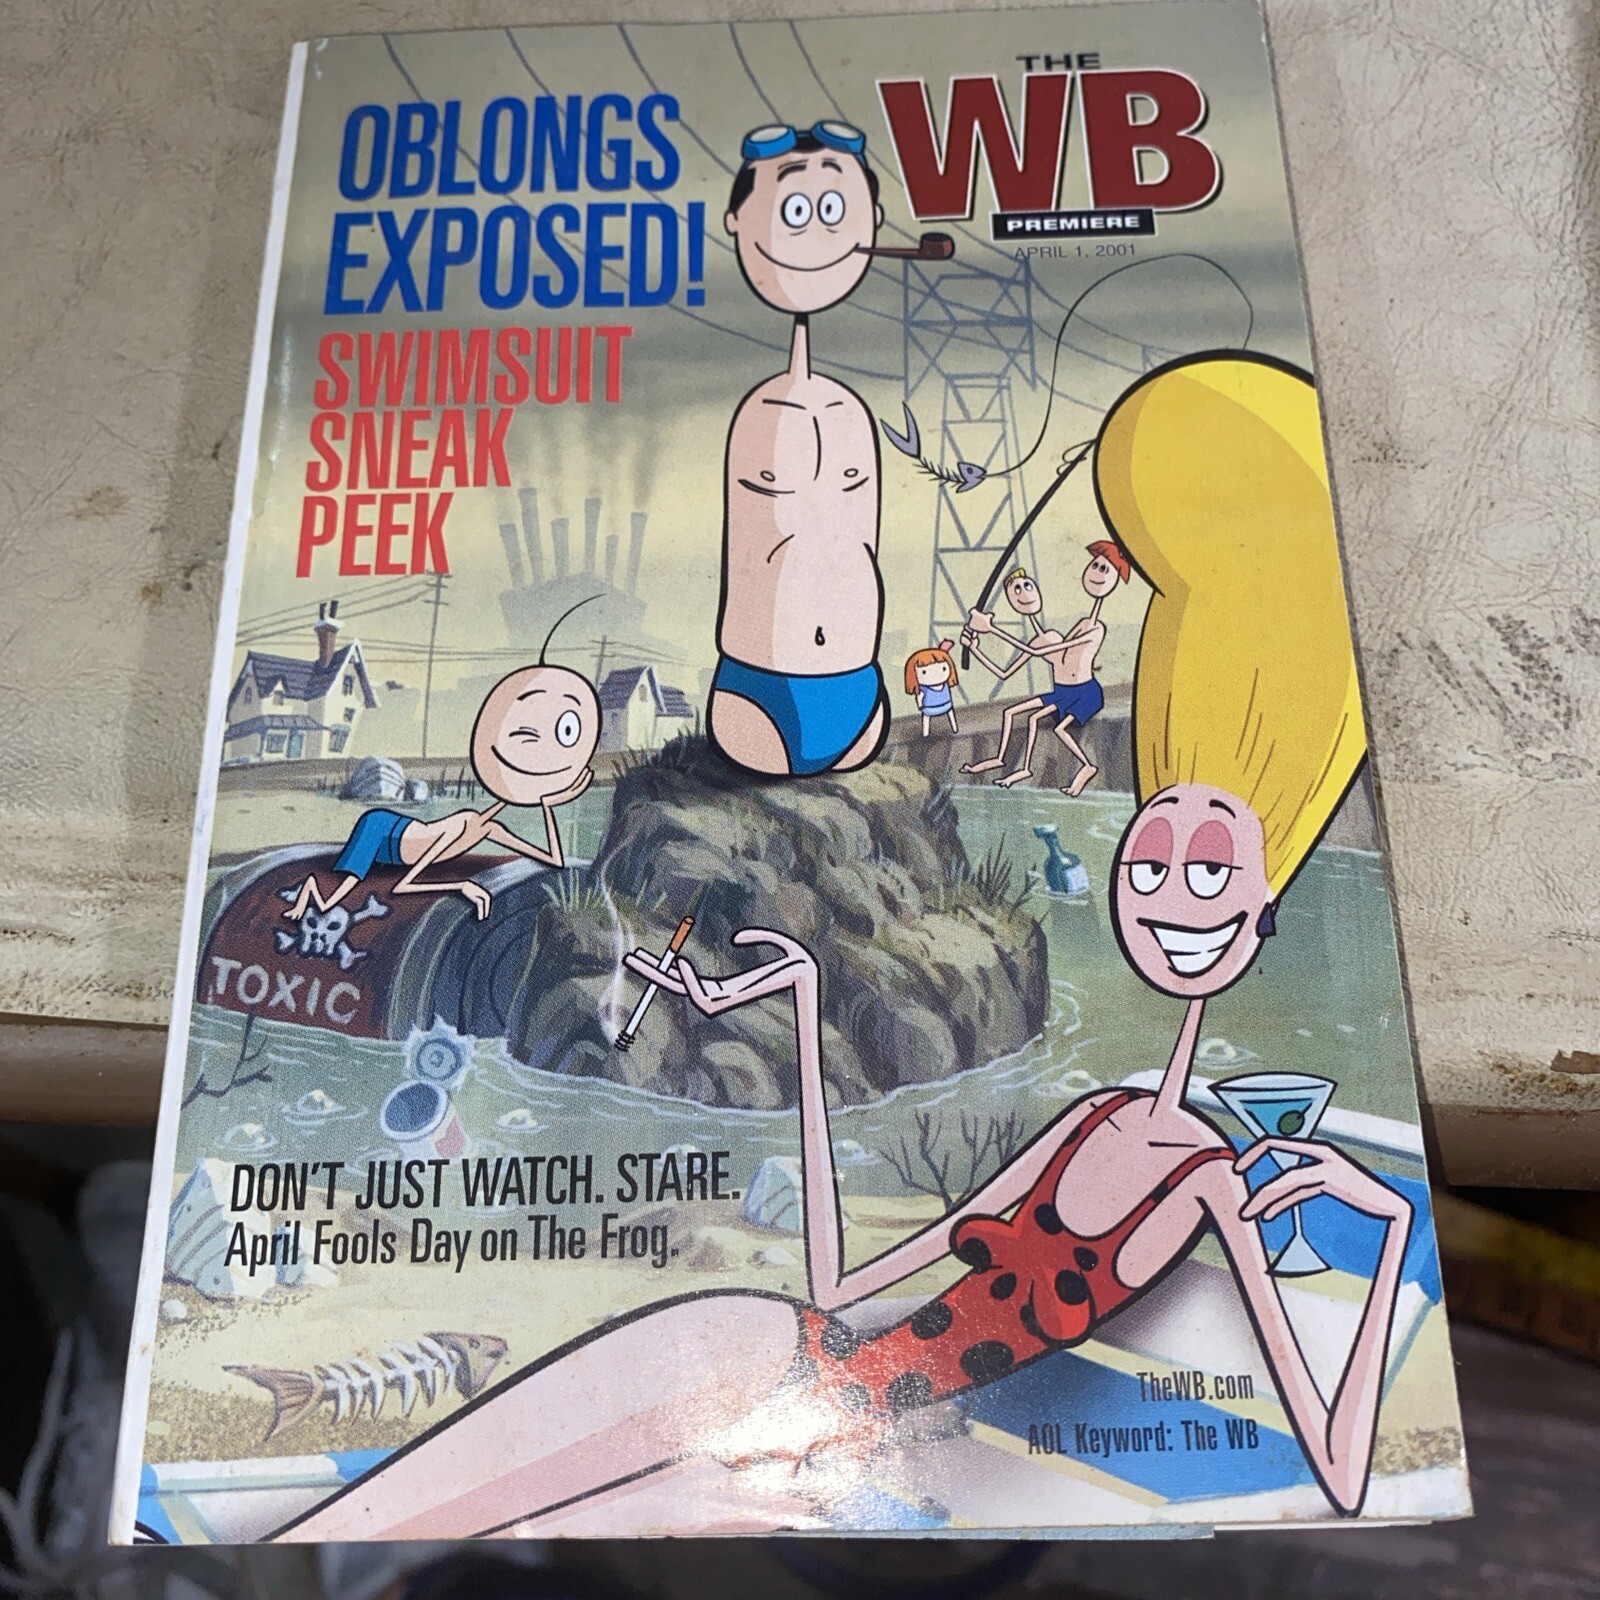 OBLONGS
EXPOSED!
SWIMSUIT
SNEAK
PEEK
THE
WB
PREMIERE
APRIL 1, 2001
TOXIC
DON'T JUST WATCH. STARE.
April Fools Day on The Frog.
TheWB.com
AOL Keyword: The WB